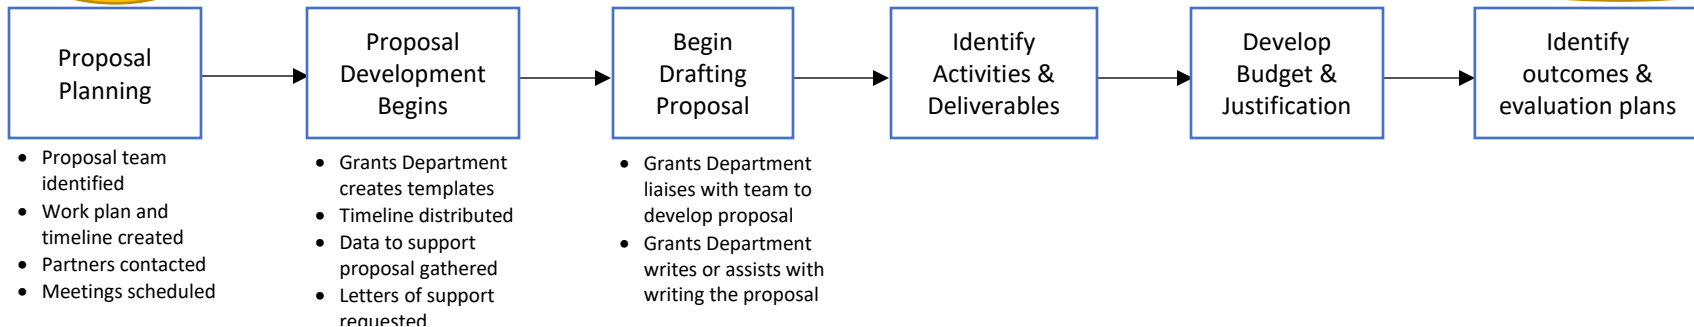 Proposal
Planning
Proposal
Development
Begins
Begin
Drafting
Proposal
Identify
Activities &
Deliverables
Develop
Budget &
Justification
Identify
outcomes &
evaluation plans
• Proposal team
identified
• Work plan and
timeline created
• Partners contacted
• Meetings scheduled
• Grants Department
creates templates
• Timeline distributed
• Data to support
proposal gathered
• Letters of support
requested
• Grants Department
liaises with team to
develop proposal
• Grants Department
writes or assists with
writing the proposal